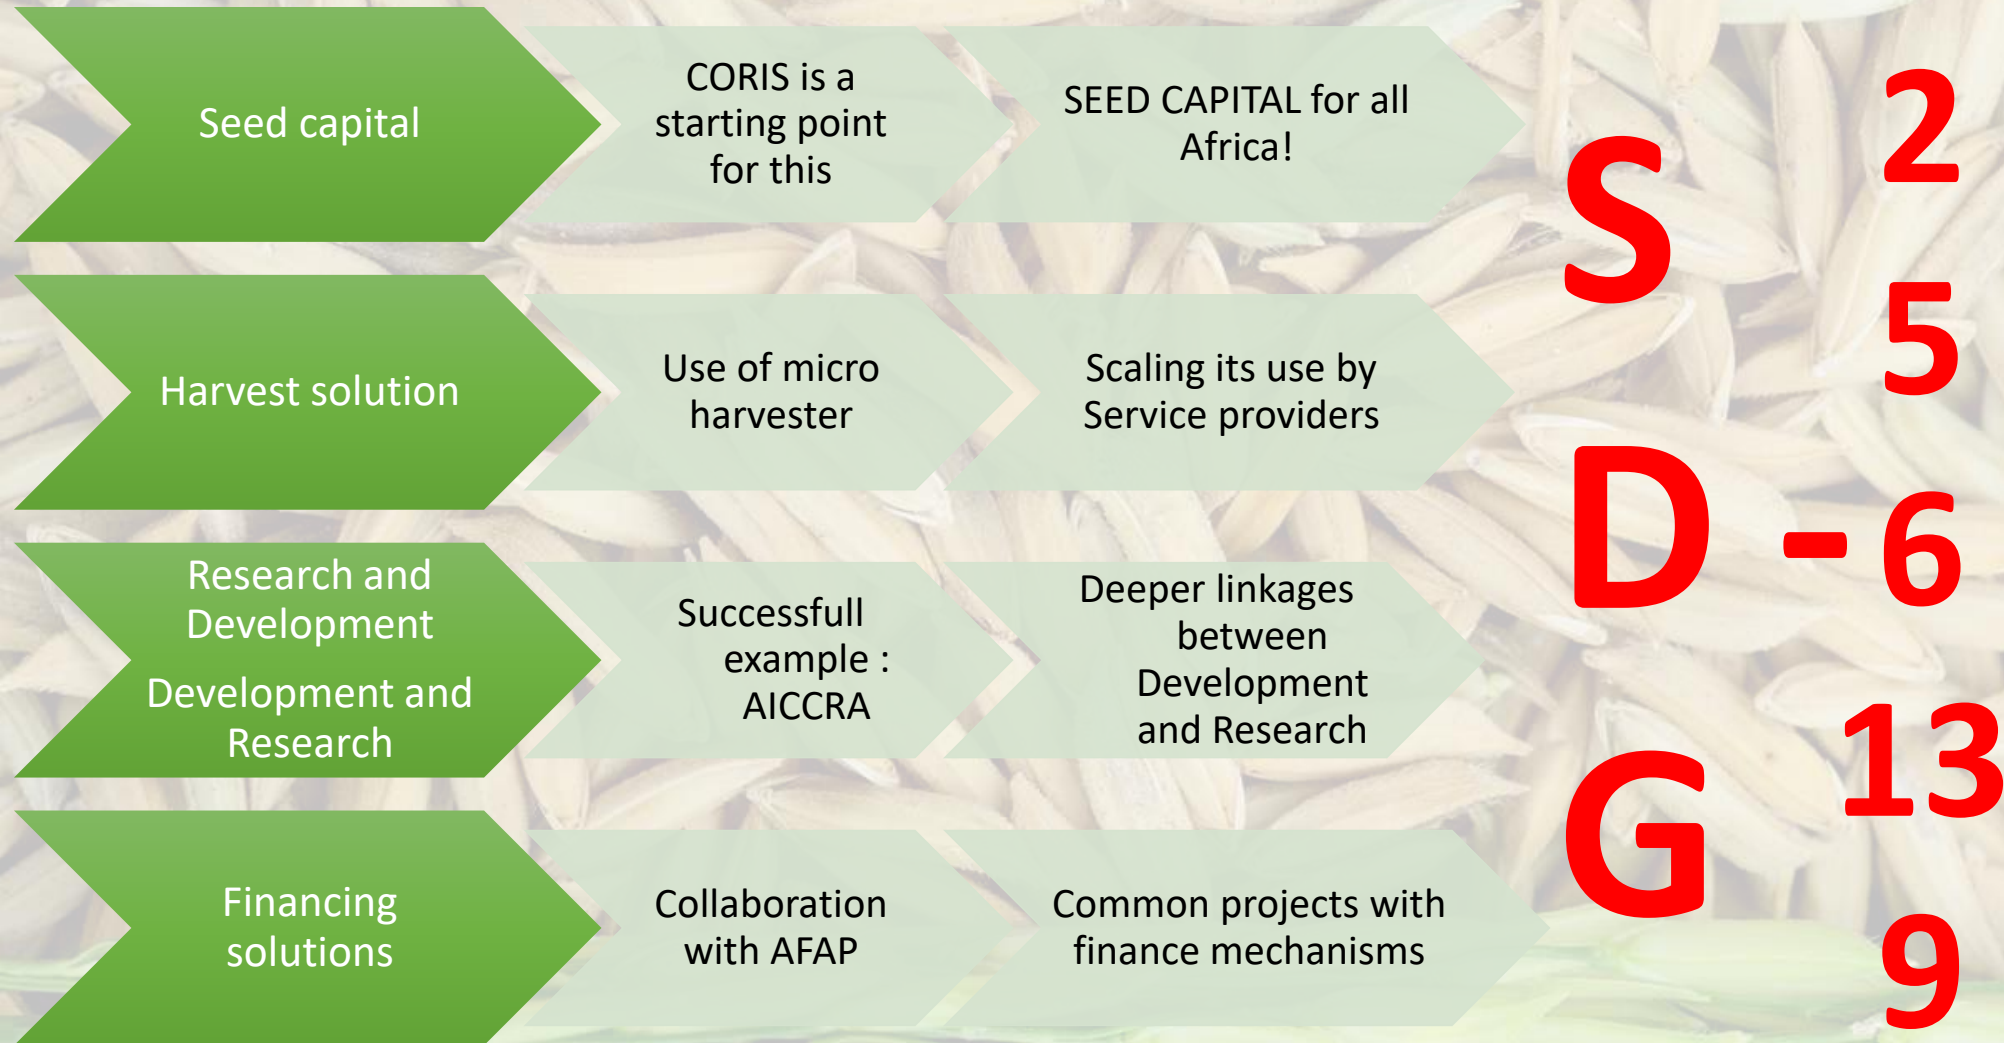 Seed capital
CORIS is a
starting point
for this
SEED CAPITAL for all
Africa!
Harvest solution
Use of micro
harvester
Scaling its use by
Service providers
Research and
Development
Development and
Research
Successfull
example :
AICCRA
Deeper linkages
between
Development
and Research
Financing
solutions
Collaboration
with AFAP
Common projects with
finance mechanisms
S
D -
G
2
5
6
13
9